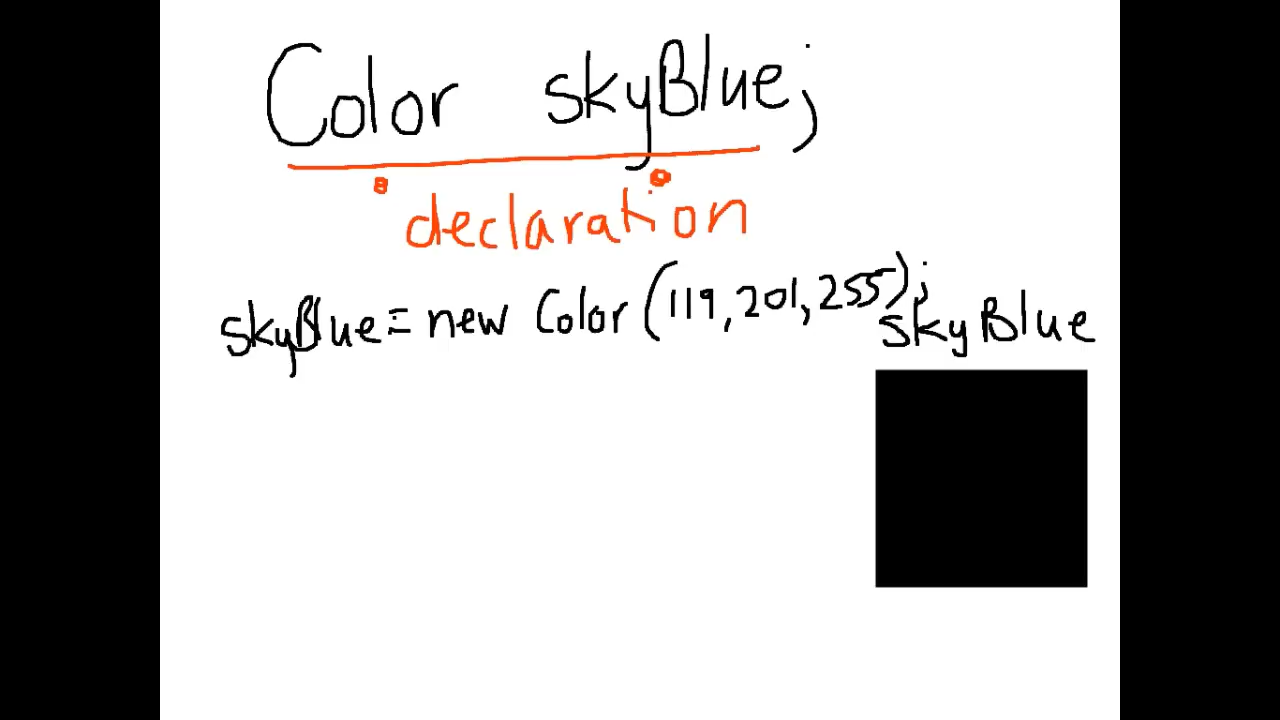 Color skyBlue;
declaration
skyBlue = new Color (119, 201, 255);
skyBlue